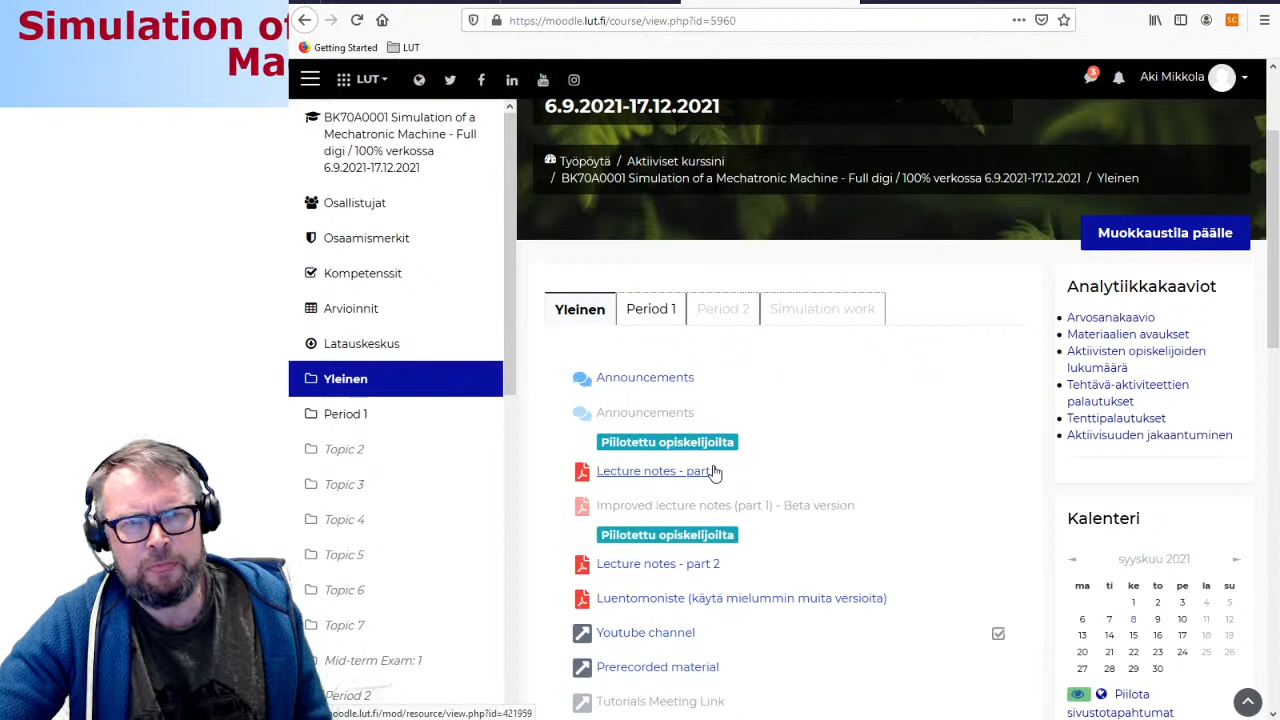 Simulation of
Ma
https://moodle.lut.fi/course/view.php?id=5960
Getting Started
LUT
LUT
3
Aki Mikkola
BK70A0001 Simulation of a
Mechatronic Machine - Full
digi / 100% verkossa
6.9.2021-17.12.2021
Osallistujat
Osaamismerkit
Kompetenssit
Arvioinnit
Latauskeskus
Yleinen
Period 1
Topic 2
Topic 3
Topic 4
Topic 5
Topic 6
Topic 7
Mid-term Exam: 1
Period 2
moodle.lut.fi/mod/resource/view.php?id=421959
6.9.2021-17.12.2021
Työpöytä / Aktiiviset kurssini
/ BK70A0001 Simulation of a Mechatronic Machine - Full digi / 100% verkossa 6.9.2021-17.12.2021 / Yleinen
Muokkaustila päälle
Yleinen
Period 1
Period 2
Simulation work
Announcements
Announcements
Piilotettu opiskelijoilta
Lecture notes - part
Improved lecture notes (part 1) - Beta version
Piilotettu opiskelijoilta
Lecture notes - part 2
Luentomoniste (käytä mielummin muita versioita)
Youtube channel
Prerecorded material
Tutorials Meeting Link
Analytiikkakaaviot
Arvosanakaavio
Materiaalien avaukset
Aktiivisten opiskelijoiden
lukumäärä
Tehtävä-aktiviteettien
palautukset
Tenttipalautukset
Aktiivisuuden jakaantuminen
Kalenteri
◄ syyskuu 2021 ►
ma ti ke to pe la su
1 2 3 4 5
6 7 8 9 10 11 12
13 14 15 16 17 18 19
20 21 22 23 24 25 26
27 28 29 30
Piilota
sivustotapahtumat